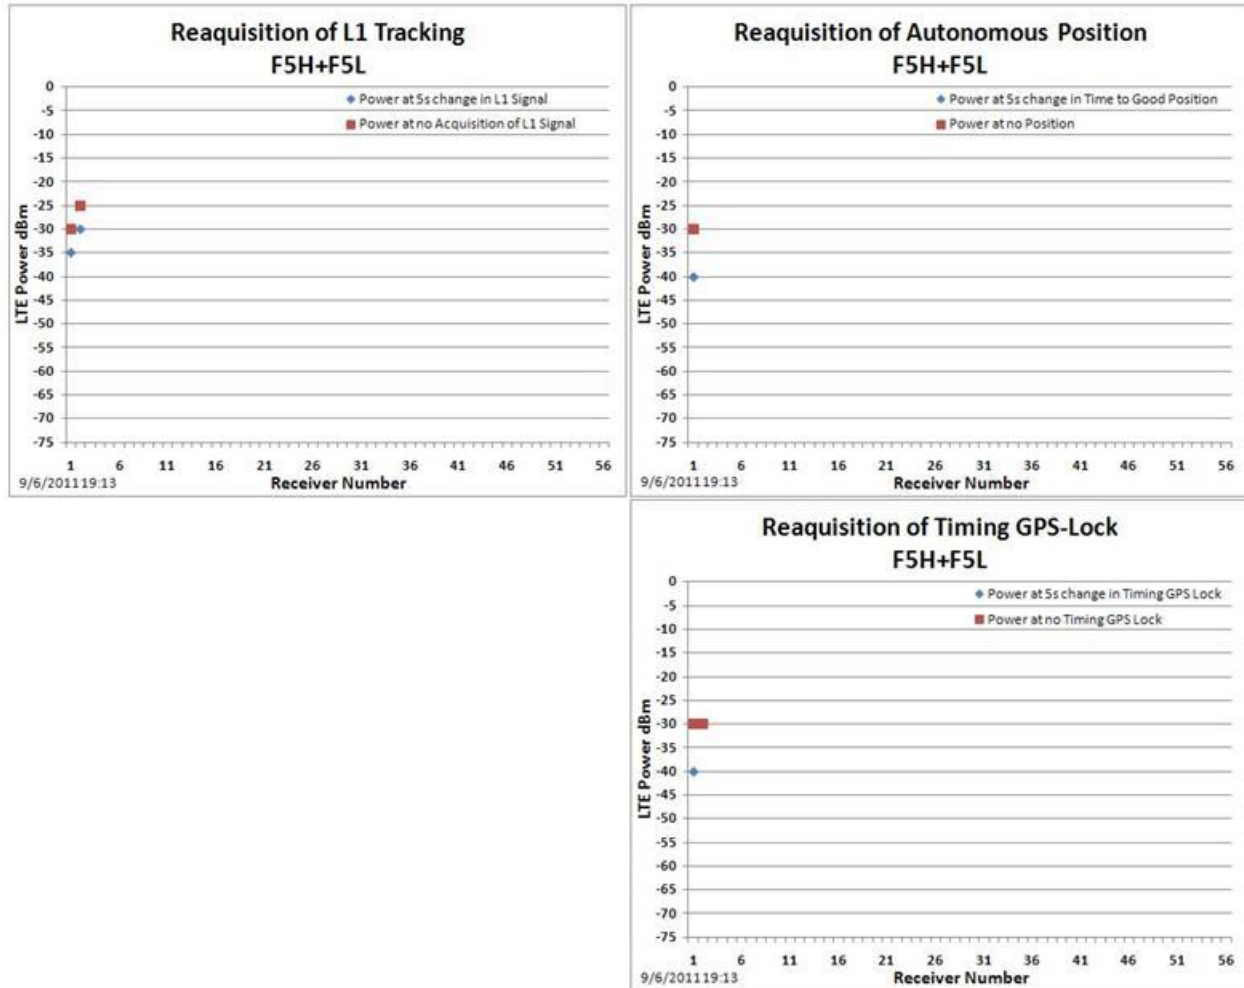 Reaquisition of L1 Tracking
F5H+F5L
Power at 5s change in L1 Signal
Power at no Acquisition of L1 Signal
LTE Power dBm
0
-5
-10
-15
-20
-25
-30
-35
-40
-45
-50
-55
-60
-65
-70
-75
1 6 11 16 21 26 31 36 41 46 51 56
9/6/201119:13
Receiver Number
Reaquisition of Autonomous Position
F5H+F5L
Power at 5s change in Time to Good Position
Power at no Position
LTE Power dBm
0
-5
-10
-15
-20
-25
-30
-35
-40
-45
-50
-55
-60
-65
-70
-75
1 6 11 16 21 26 31 36 41 46 51 56
9/6/201119:13
Receiver Number
Reaquisition of Timing GPS-Lock
F5H+F5L
Power at 5s change in Timing GPS Lock
Power at no Timing GPS Lock
LTE Power dBm
0
-5
-10
-15
-20
-25
-30
-35
-40
-45
-50
-55
-60
-65
-70
-75
1 6 11 16 21 26 31 36 41 46 51 56
9/6/201119:13
Receiver Number